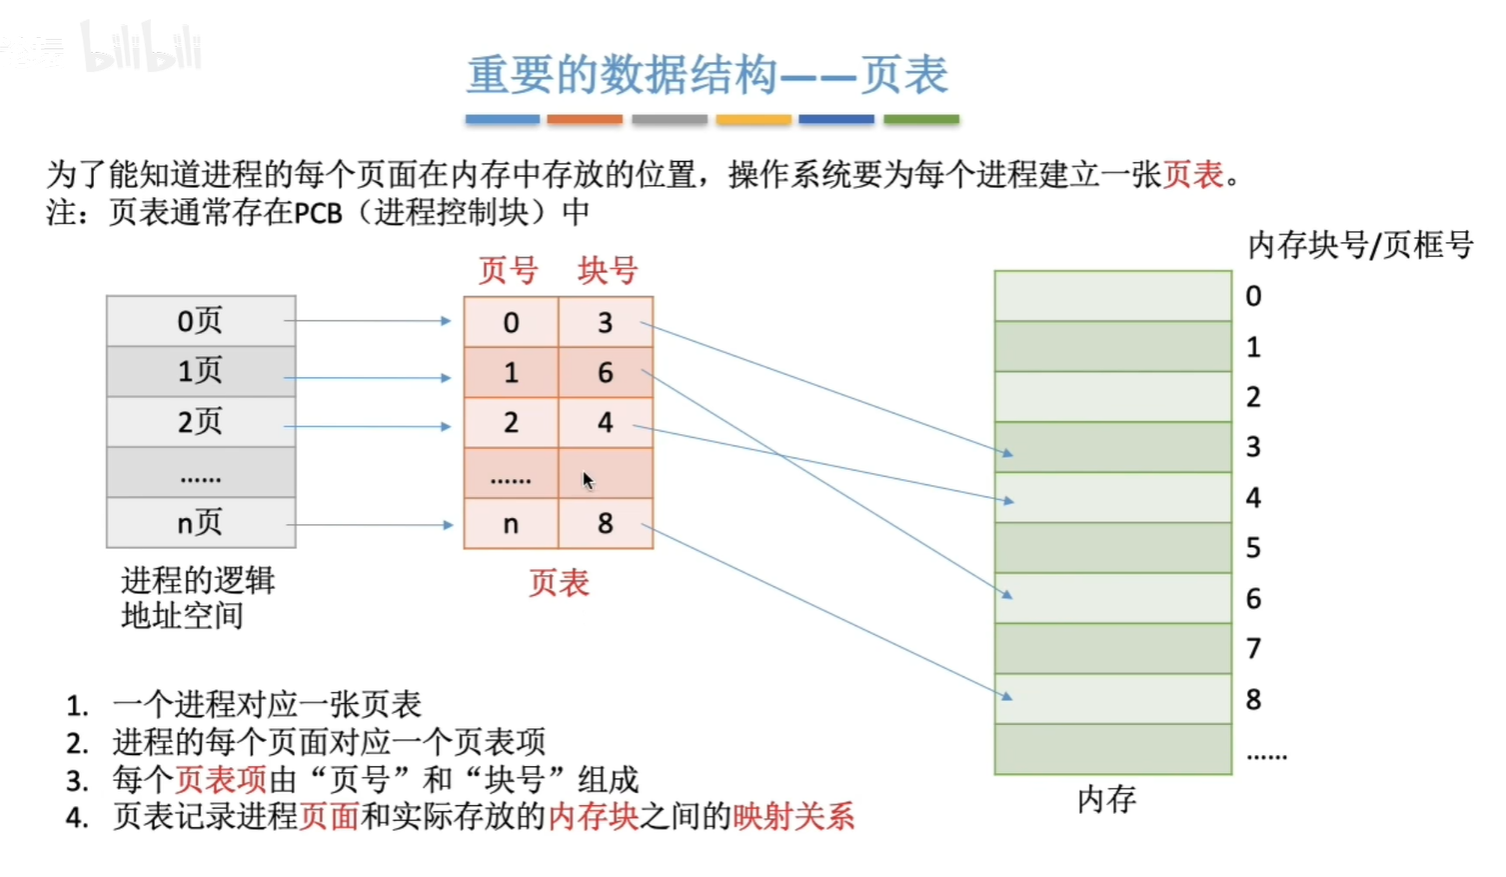 bilibili
重要的数据结构——页表
为了能知道进程的每个页面在内存中存放的位置，操作系统要为每个进程建立一张页表。
注：页表通常存在PCB（进程控制块）中
内存块号/页框号
页号 块号
0页 0 3 0
1页 1 6 1
2页 2 4 2
…… …… 3
n页 n 8 4
5
6
7
8
……
进程的逻辑
地址空间
页表
内存
1. 一个进程对应一张页表
2. 进程的每个页面对应一个页表项
3. 每个页表项由“页号”和“块号”组成
4. 页表记录进程页面和实际存放的内存块之间的映射关系